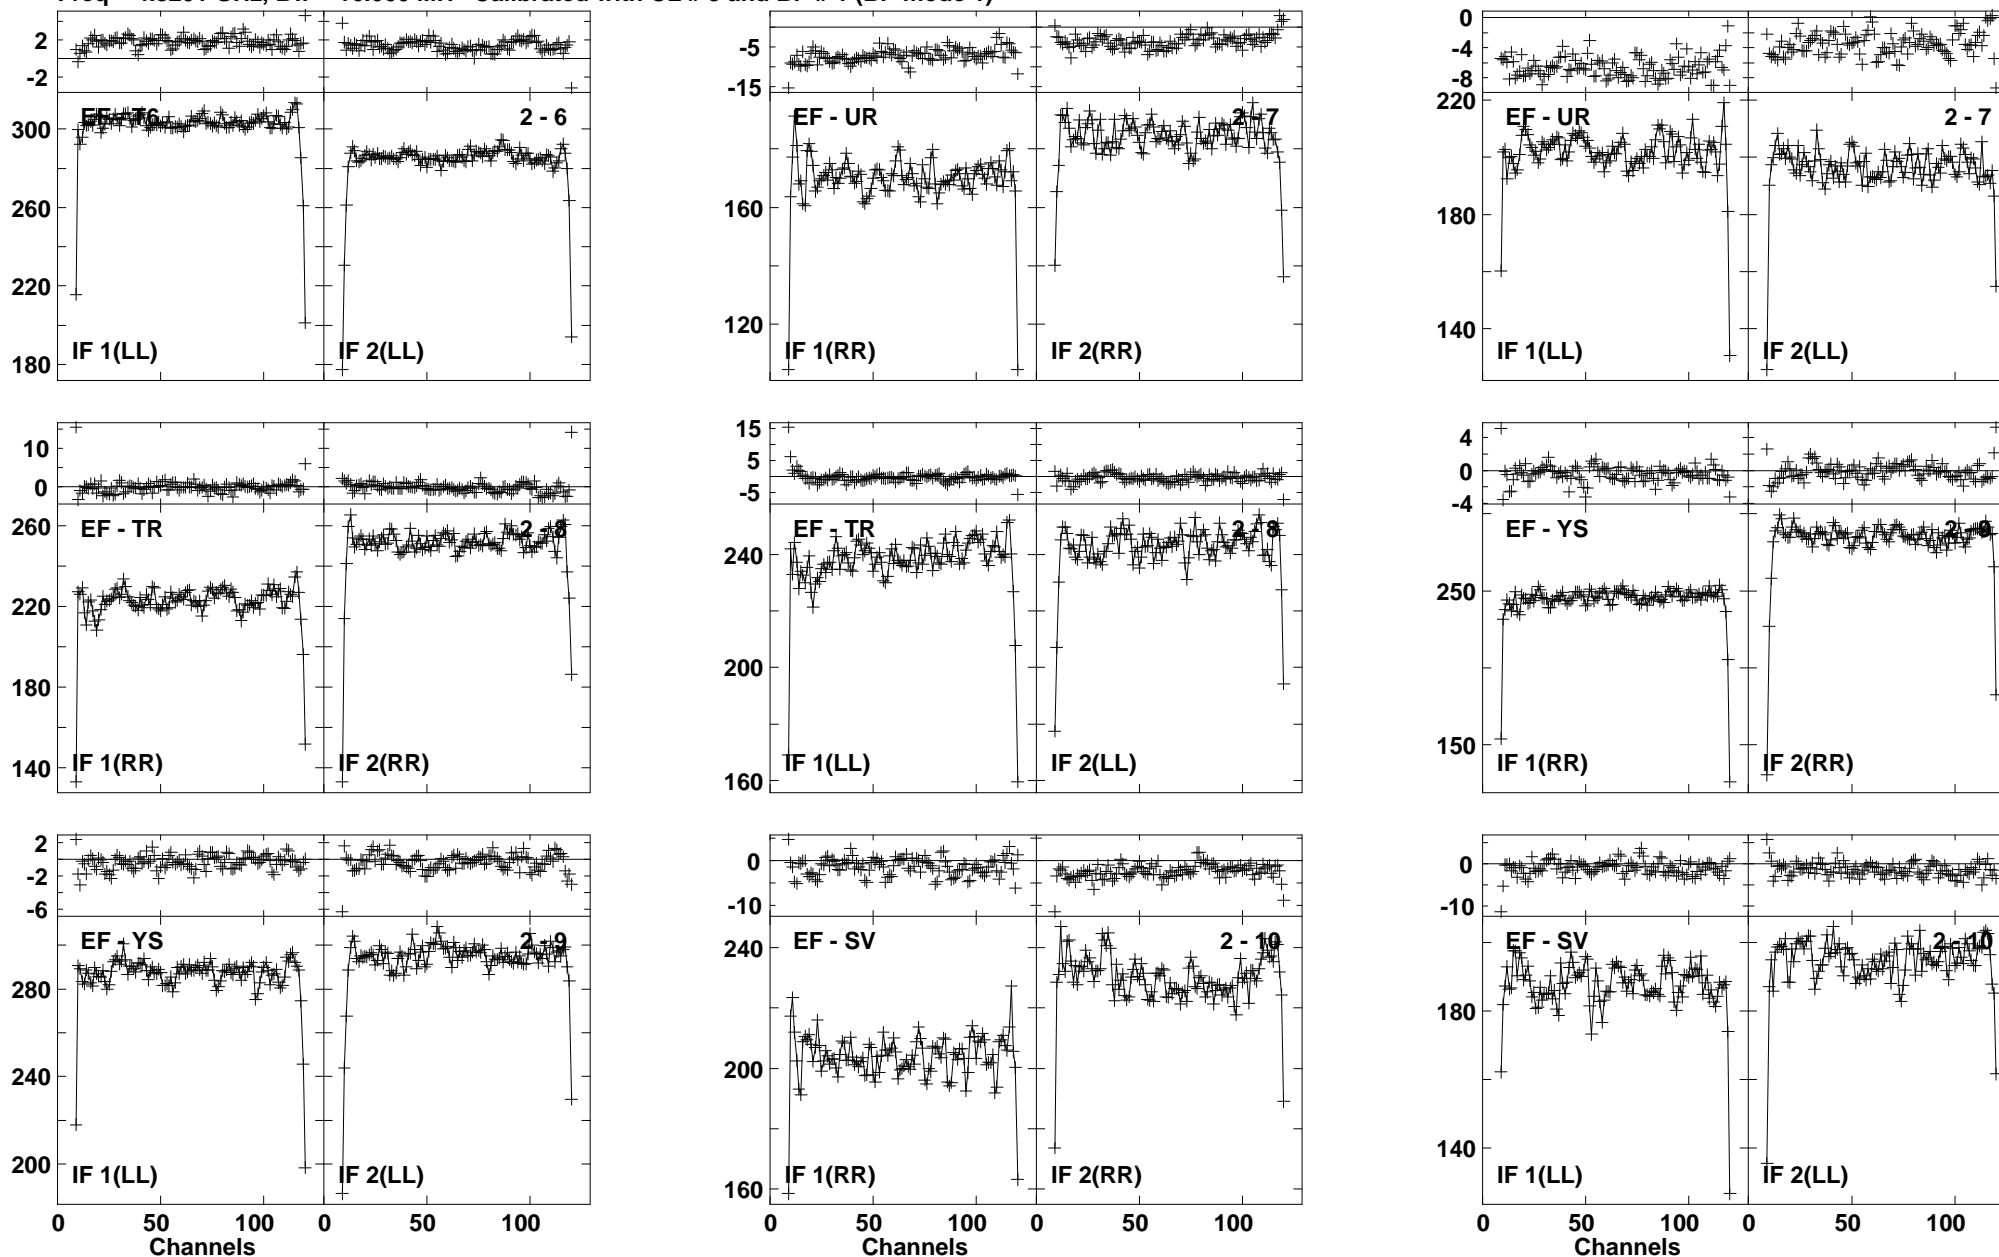 2 2 -5 0
-2 -15 -4
-8
EF - T6 2 - 6 EF - UR 2 - 7 220 EF - UR 2 - 7
300
260 160 180
220 120 140
180 IF 1(LL) IF 2(LL) IF 1(RR) IF 2(RR) IF 1(LL) IF 2(LL)
10 15 4
0 5 0
-5 -4
260 EF - TR 2 - 8 EF - TR 2 - 8 EF - YS 2 - 9
240
220 250
180 200
140 IF 1(RR) IF 2(RR) 160 IF 1(LL) IF 2(LL) 150 IF 1(RR) IF 2(RR)
2 0 0
-2 -10 -10
-6
EF - YS 2 - 9 240 EF - SV 2 - 10 EF - SV 2 - 10
280 180
240 200
200 IF 1(LL) IF 2(LL) 160 IF 1(RR) IF 2(RR) 140 IF 1(LL) IF 2(LL)
0 50 100 0 50 100 0 50 100 0 50 100 0 50 100 0 50 100
Channels Channels Channels